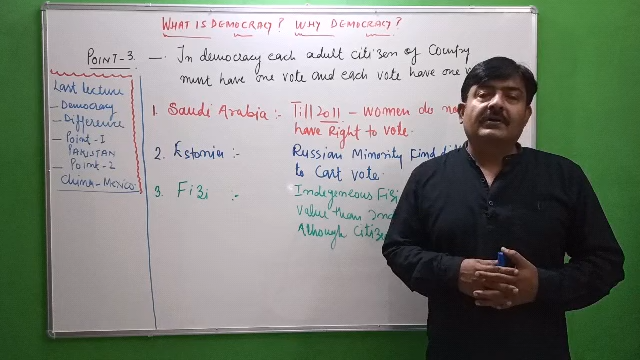 WHAT IS DEMOCRACY? WHY DEMOCRACY?
POINT-3. — In democracy each adult citizen of Country
must have one vote and each vote have one
Last lecture
- Democracy
- Difference
- Point-I
PAKISTAN
- Point-2
China-Mexico
1. Saudi Arabia :- Till 2011 - Women do
have Right to vote.
2. Estonia :- Russian Minority Find
to Cast vote.
3. Fiji :- Indegeneous Fiji
value than
Although Citizen